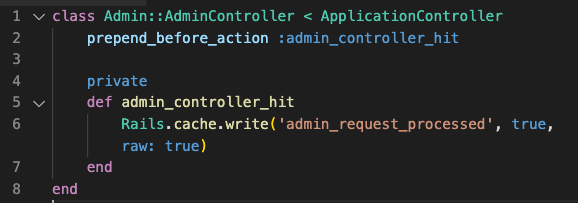 1 class Admin::AdminController < ApplicationController
2     prepend_before_action :admin_controller_hit
3
4     private
5     def admin_controller_hit
6         Rails.cache.write('admin_request_processed', true,
          raw: true)
7     end
8 end